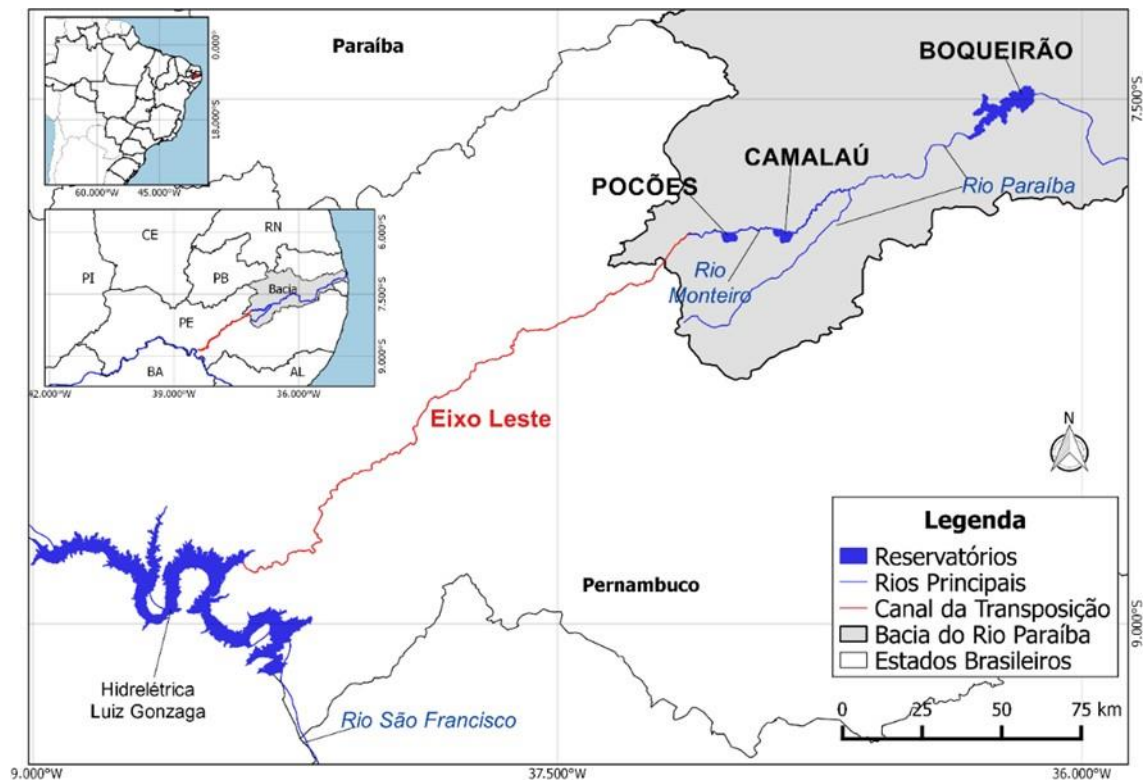 Paraíba
BOQUEIRÃO
CAMALAÚ
POCÕES
Rio Paraíba
Rio
Monteiro
Eixo Leste
Pernambuco
Hidrelétrica
Luiz Gonzaga
Rio São Francisco
N
Legenda
Reservatórios
Rios Principais
Canal da Transposição
Bacia do Rio Paraíba
Estados Brasileiros
0 25 50 75 km
9.000°W 37.500°W 36.000°W
7.500°S
9.000°S
0.000°
18.000°S
60.000°W 45.000°W
CE
RN
PI
PB
Bacia
PE
BA
AL
6.000°S
7.500°S
9.000°S
42.000°W 39.000°W 36.000°W